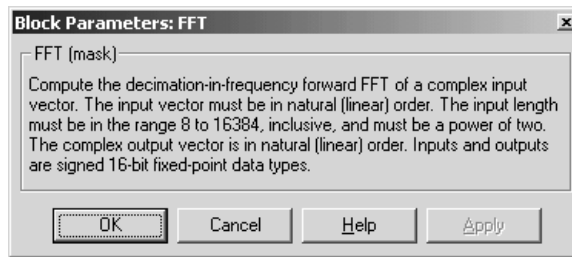 Block Parameters: FFT
FFT (mask)
Compute the decimation-in-frequency forward FFT of a complex input
vector. The input vector must be in natural (linear) order. The input length
must be in the range 8 to 16384, inclusive, and must be a power of two.
The complex output vector is in natural (linear) order. Inputs and outputs
are signed 16-bit fixed-point data types.
OK Cancel Help Apply